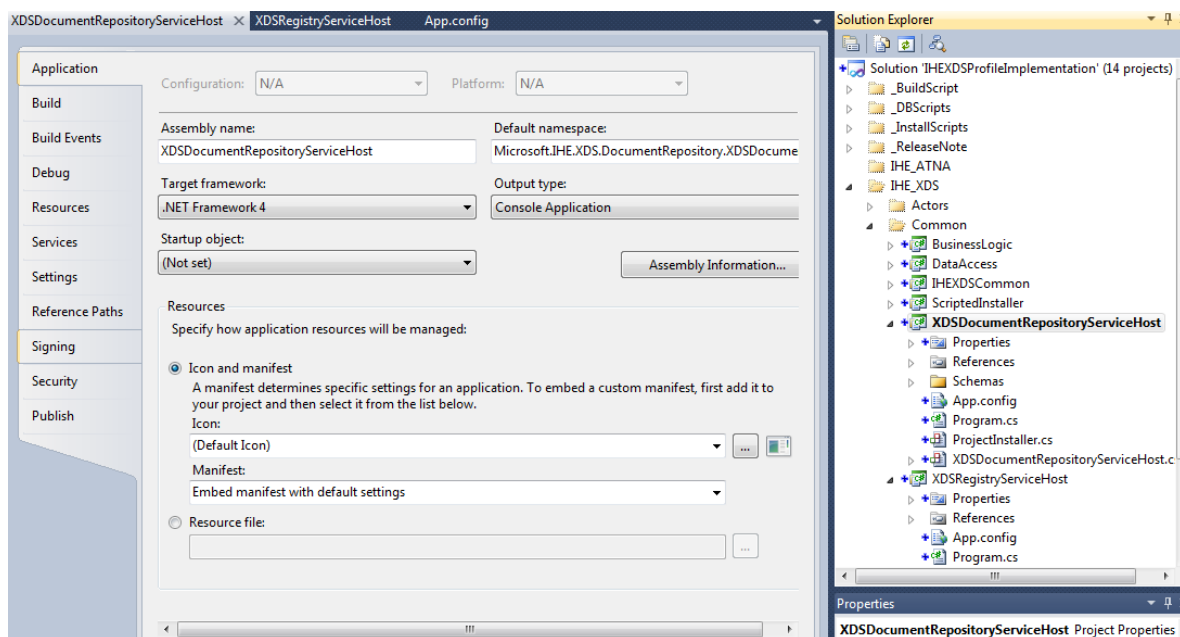 XDSDocumentRepositoryServiceHost
XDSRegistryServiceHost
App.config
Application
Build
Build Events
Debug
Resources
Services
Settings
Reference Paths
Signing
Security
Publish
Configuration: N/A Platform: N/A
Assembly name: Default namespace:
XDSDocumentRepositoryServiceHost Microsoft.IHE.XDS.DocumentRepository.XDSDocume
Target framework: Output type:
.NET Framework 4 Console Application
Startup object:
(Not set) Assembly Information...
Resources
Specify how application resources will be managed:
Icon and manifest
A manifest determines specific settings for an application. To embed a custom manifest, first add it to
your project and then select it from the list below.
Icon:
(Default Icon) ...
Manifest:
Embed manifest with default settings
Resource file:
...
Solution Explorer
Solution 'IHEXDSProfileImplementation' (14 projects)
_BuildScript
_DBScripts
_InstallScripts
_ReleaseNote
IHE_ATNA
IHE_XDS
Actors
Common
BusinessLogic
DataAccess
IHEXDSCommon
ScriptedInstaller
XDSDocumentRepositoryServiceHost
Properties
References
Schemas
App.config
Program.cs
ProjectInstaller.cs
XDSDocumentRepositoryServiceHost.c
XDSRegistryServiceHost
Properties
References
App.config
Program.cs
Properties
XDSDocumentRepositoryServiceHost Project Properties